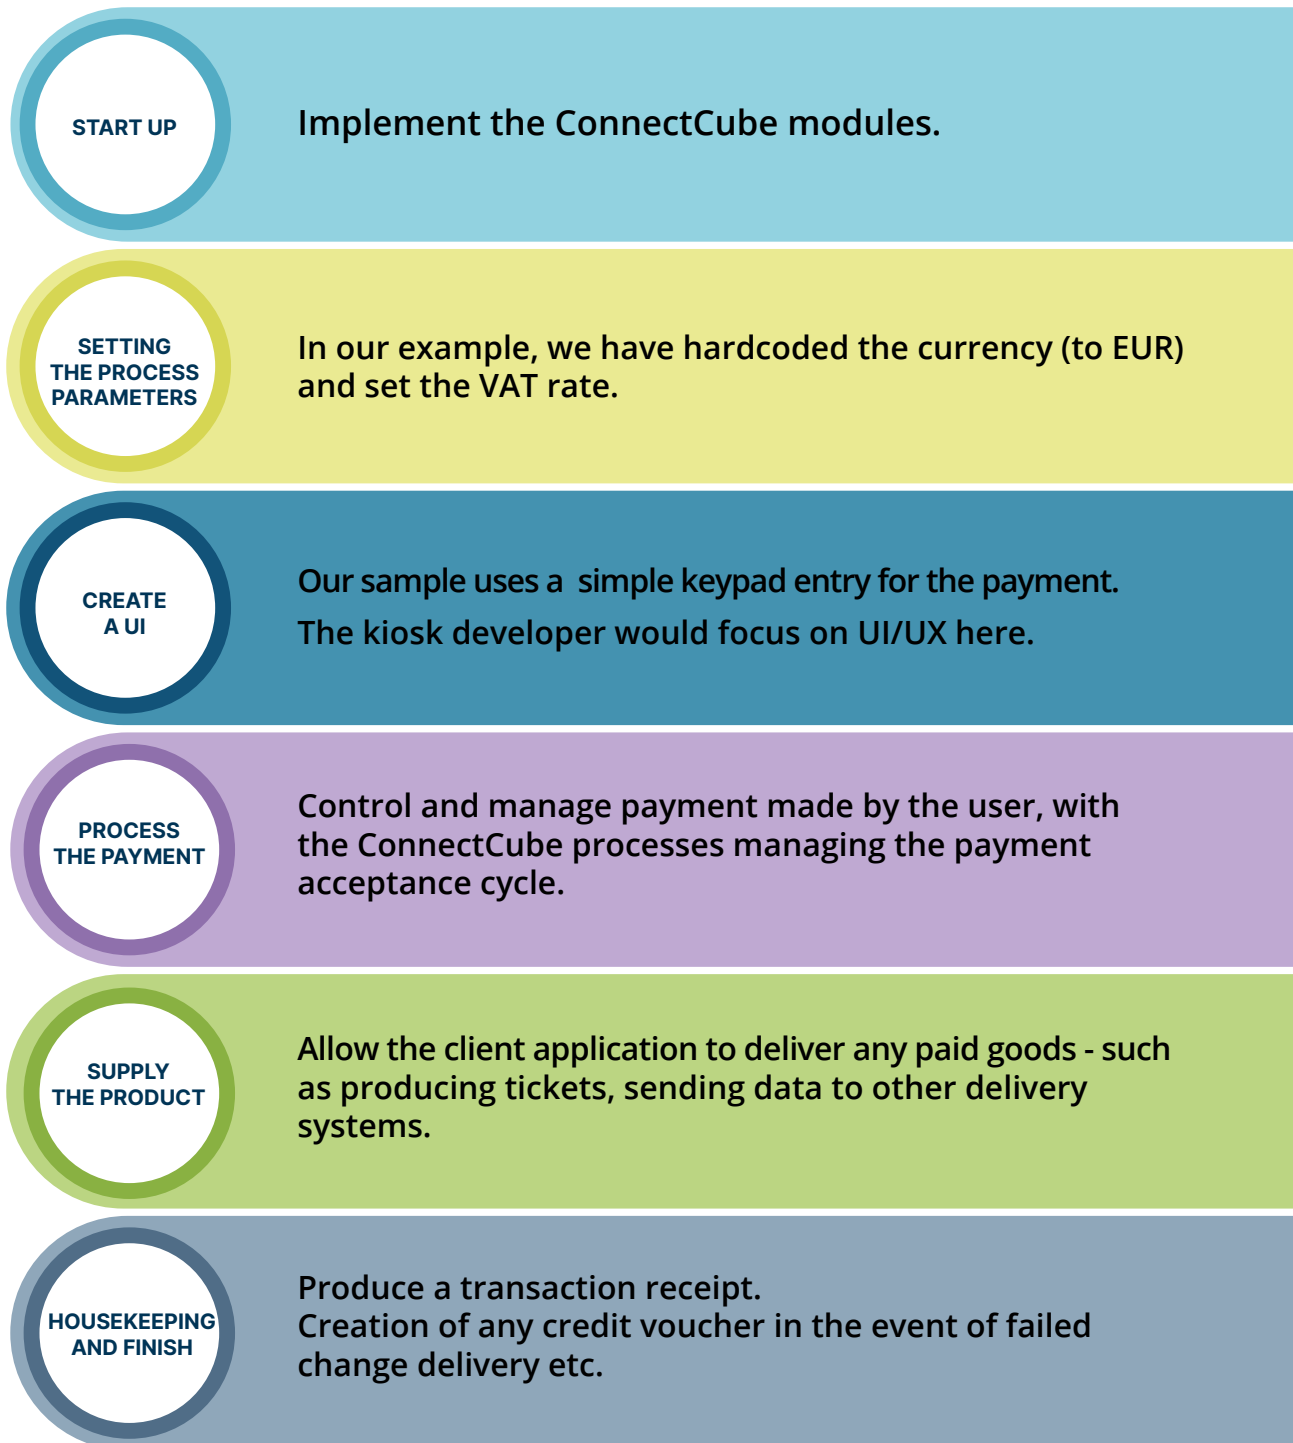 START UP
Implement the ConnectCube modules.
SETTING
THE PROCESS
PARAMETERS
In our example, we have hardcoded the currency (to EUR)
and set the VAT rate.
CREATE
A UI
Our sample uses a  simple keypad entry for the payment.
The kiosk developer would focus on UI/UX here.
PROCESS
THE PAYMENT
Control and manage payment made by the user, with
the ConnectCube processes managing the payment
acceptance cycle.
SUPPLY
THE PRODUCT
Allow the client application to deliver any paid goods - such
as producing tickets, sending data to other delivery
systems.
HOUSEKEEPING
AND FINISH
Produce a transaction receipt.
Creation of any credit voucher in the event of failed
change delivery etc.